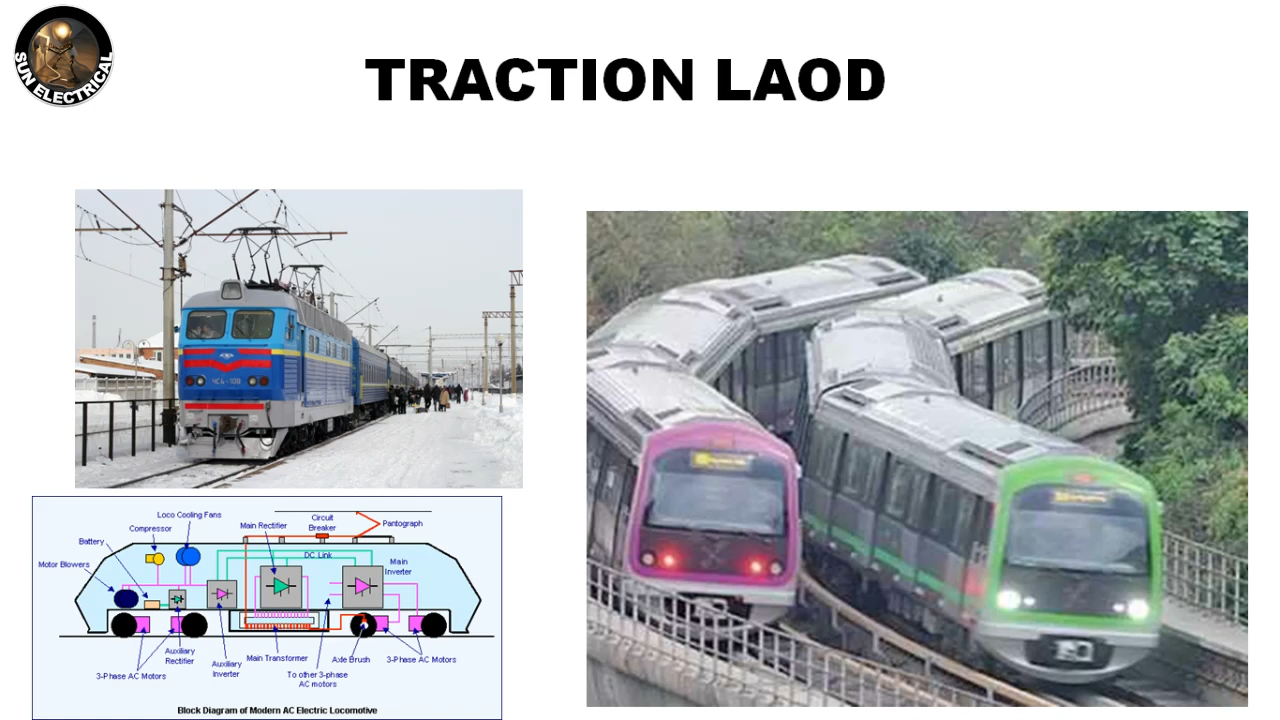 SUN ELECTRICAL
TRACTION LAOD
Loco Cooling Fans
Compressor
Battery
Motor Blowers
Main Rectifier
Circuit
Breaker
Pantograph
DC Link
Main
Inverter
3-Phase AC Motors
Auxiliary
Rectifier
Auxiliary
Inverter
Main Transformer
To other 3-phase
AC motors
Axle Brush
3-Phase AC Motors
Block Diagram of Modern AC Electric Locomotive